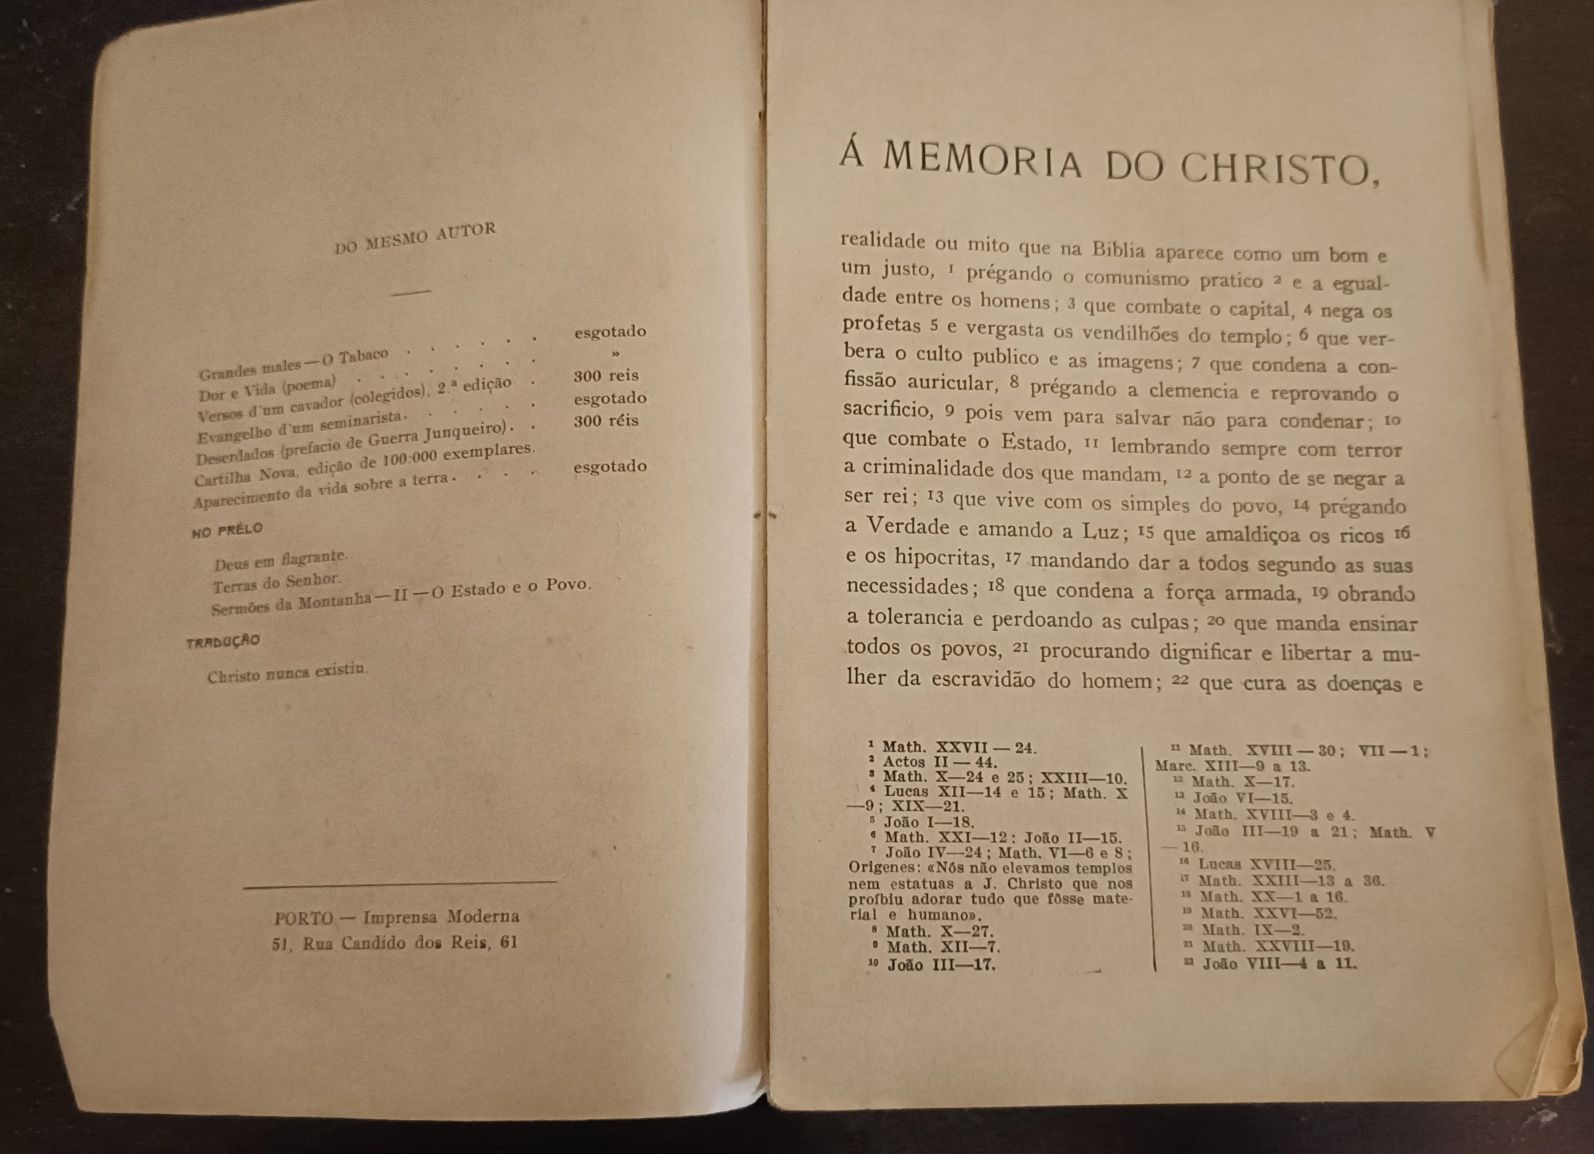 DO MESMO AUTOR
Grandes males — O Tabaco . . . . . . esgotado
Dor e Vida (poema) . . . . . . . »
Versos d'um cavador (colegidos), 2.ª edição . 300 reis
Evangelho d'um seminarista . . . . . . esgotado
Deserdados (prefacio de Guerra Junqueiro) . . 300 réis
Cartilha Nova, edição de 100:000 exemplares.
Aparecimento da vida sobre a terra . . . . esgotado
NO PRÉLO
Deus em flagrante.
Terras do Senhor.
Sermões da Montanha — II — O Estado e o Povo.
TRADUÇÃO
Christo nunca existiu.
PORTO — Imprensa Moderna
51, Rua Candido dos Reis, 61
Á MEMORIA DO CHRISTO,
realidade ou mito que na Biblia aparece como um bom e
um justo, ¹ prégando o comunismo pratico ² e a egual-
dade entre os homens; 3 que combate o capital, 4 nega os
profetas 5 e vergasta os vendilhões do templo; 6 que ver-
bera o culto publico e as imagens; 7 que condena a con-
fissão auricular, 8 prégando a clemencia e reprovando o
sacrificio, 9 pois vem para salvar não para condenar; 10
que combate o Estado, 11 lembrando sempre com terror
a criminalidade dos que mandam, 12 a ponto de se negar a
ser rei; 13 que vive com os simples do povo, 14 prégando
a Verdade e amando a Luz; 15 que amaldiçoa os ricos 16
e os hipocritas, 17 mandando dar a todos segundo as suas
necessidades; 18 que condena a força armada, 19 obrando
a tolerancia e perdoando as culpas; 20 que manda ensinar
todos os povos, 21 procurando dignificar e libertar a mu-
lher da escravidão do homem; 22 que cura as doenças e
¹ Math. XXVII — 24.
² Actos II — 44.
³ Math. X—24 e 25; XXIII—10.
⁴ Lucas XII—14 e 15; Math. X
—9; XIX—21.
⁵ João I—18.
⁶ Math. XXI—12: João II—15.
⁷ João IV—24; Math. VI—6 e 8;
Origenes: «Nós não elevamos templos
nem estatuas a J. Christo que nos
proíbiu adorar tudo que fôsse mate-
rial e humano».
⁸ Math. X—27.
⁹ Math. XII—7.
¹⁰ João III—17.
¹¹ Math. XVIII — 30; VII — 1;
Marc. XIII—9 a 13.
¹² Math. X—17.
¹³ João VI—15.
¹⁴ Math. XVIII—3 e 4.
¹⁵ João III—19 a 21; Math. V
— 16.
¹⁶ Lucas XVIII—25.
¹⁷ Math. XXIII—13 a 36.
¹⁸ Math. XX—1 a 16.
¹⁹ Math. XXVI—52.
²⁰ Math. IX—2.
²¹ Math. XXVIII—19.
²² João VIII—4 a 11.